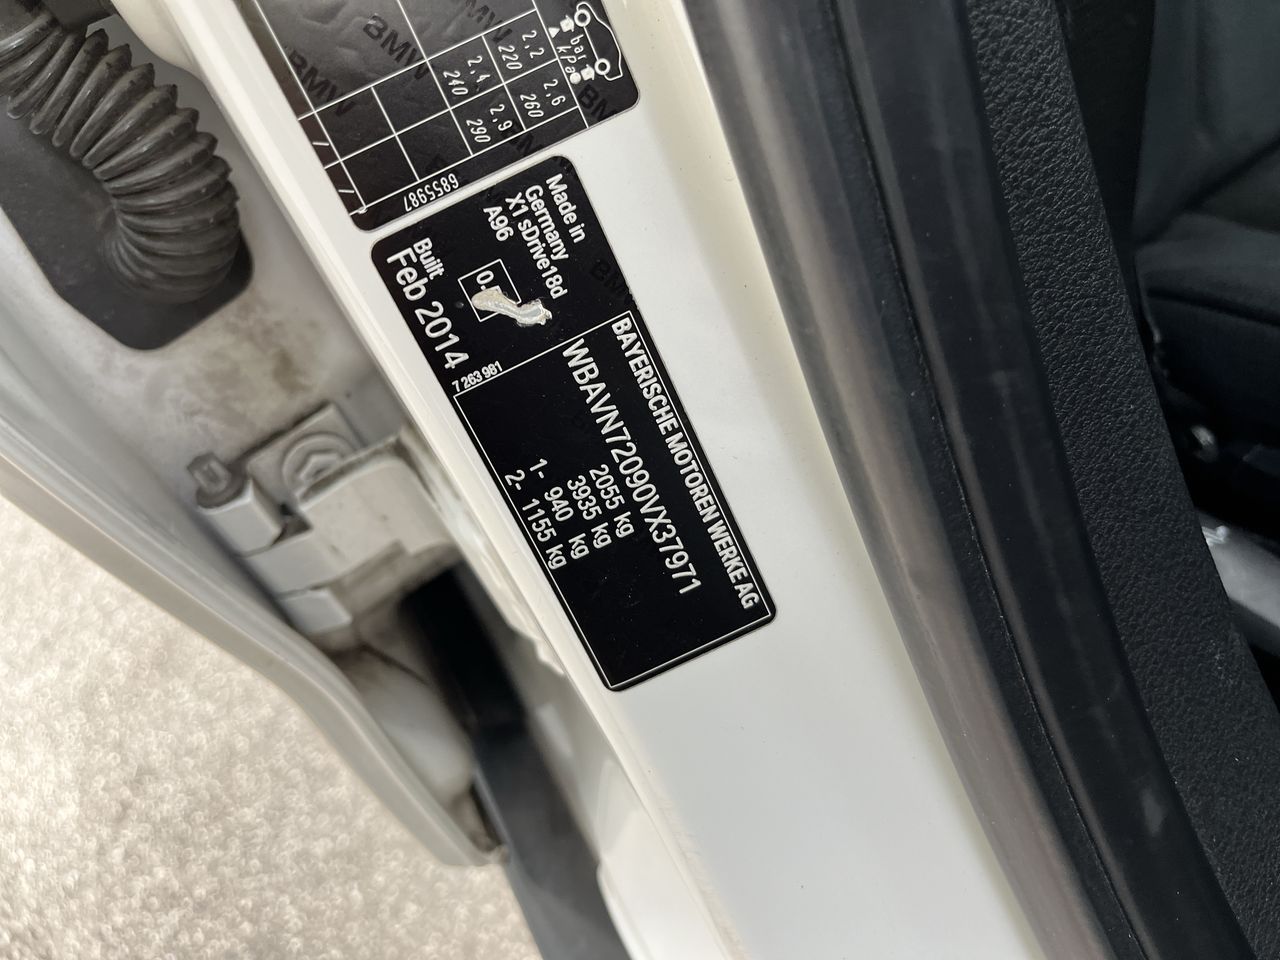 bar
kPa
2,2
220
2,6
260
2,4
240
2,9
290
6855987
BMW
BMW
BMW
Made in
Germany
X1 sDrive18d
A96
Built
Feb 2014
7 263 981
BAYERISCHE MOTOREN WERKE AG
WBAVN72090VX37971
2055 kg
3935 kg
1- 940 kg
2- 1155 kg